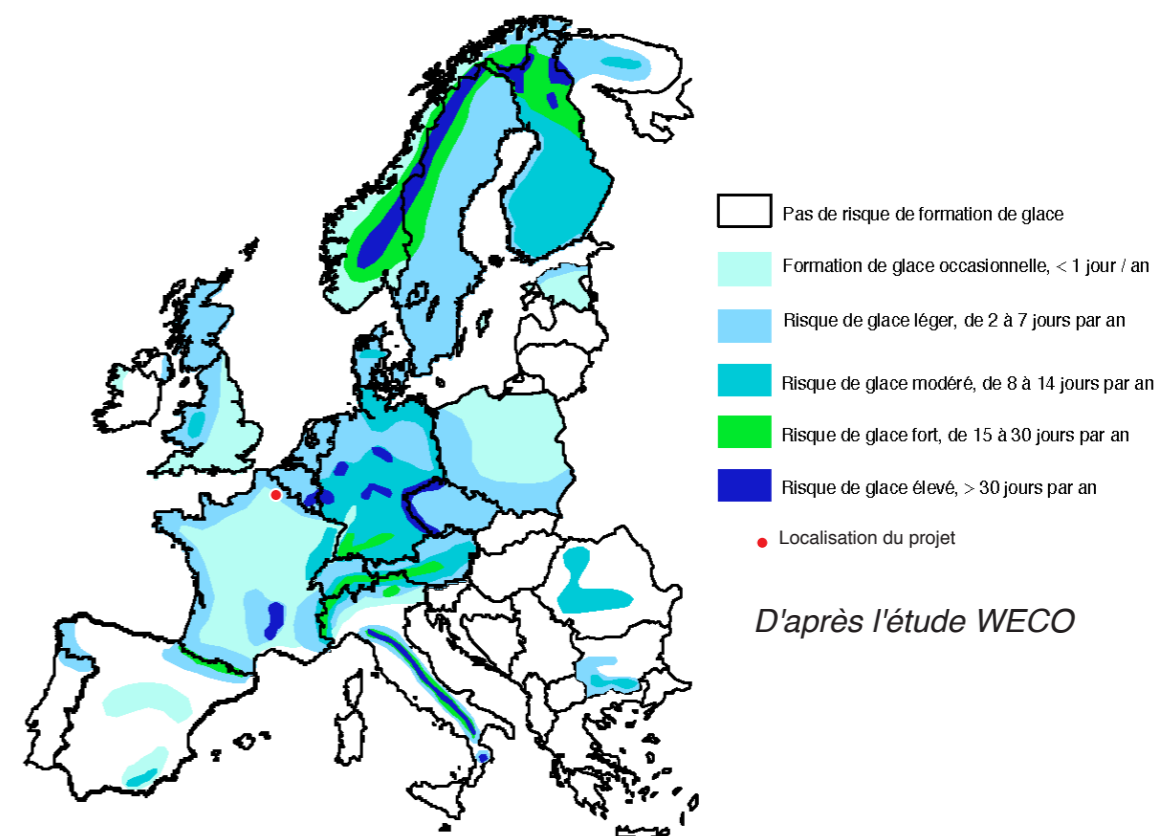 Pas de risque de formation de glace
Formation de glace occasionnelle, < 1 jour / an
Risque de glace léger, de 2 à 7 jours par an
Risque de glace modéré, de 8 à 14 jours par an
Risque de glace fort, de 15 à 30 jours par an
Risque de glace élevé, > 30 jours par an
Localisation du projet
D'après l'étude WECO